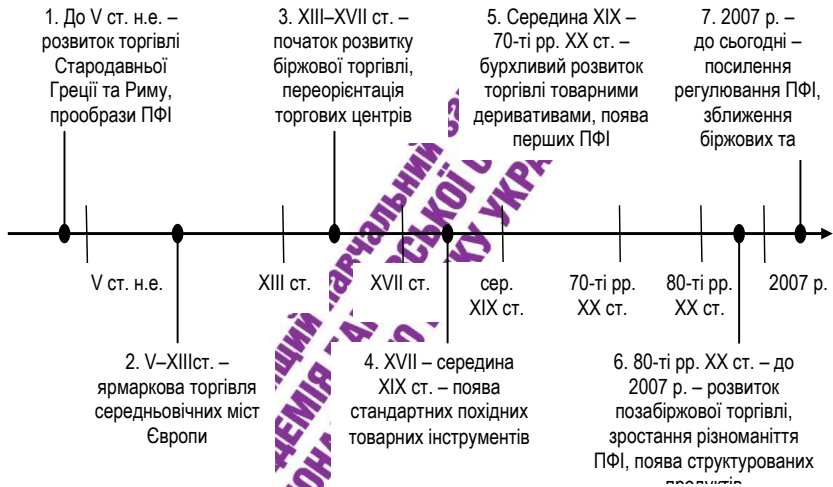 1. До V ст. н.е. –
розвиток торгівлі
Стародавньої
Греції та Риму,
прообрази ПФІ
3. XIII–XVII ст. –
початок розвитку
біржової торгівлі,
переорієнтація
торгових центрів
5. Середина XIX –
70-ті рр. XX ст. –
бурхливий розвиток
торгівлі товарними
деривативами, поява
перших ПФІ
7. 2007 р. –
до сьогодні –
посилення
регулювання ПФІ,
зближення
біржових та
V ст. н.е.
XIII ст.
XVII ст.
сер.
XIX ст.
70-ті рр.
XX ст.
80-ті рр.
XX ст.
2007 р.
2. V–XIIIст. –
ярмаркова торгівля
середньовічних міст
Європи
4. XVII – середина
XIX ст. – поява
стандартних похідних
товарних інструментів
6. 80-ті рр. XX ст. – до
2007 р. – розвиток
позабіржової торгівлі,
зростання різноманіття
ПФІ, поява структурованих